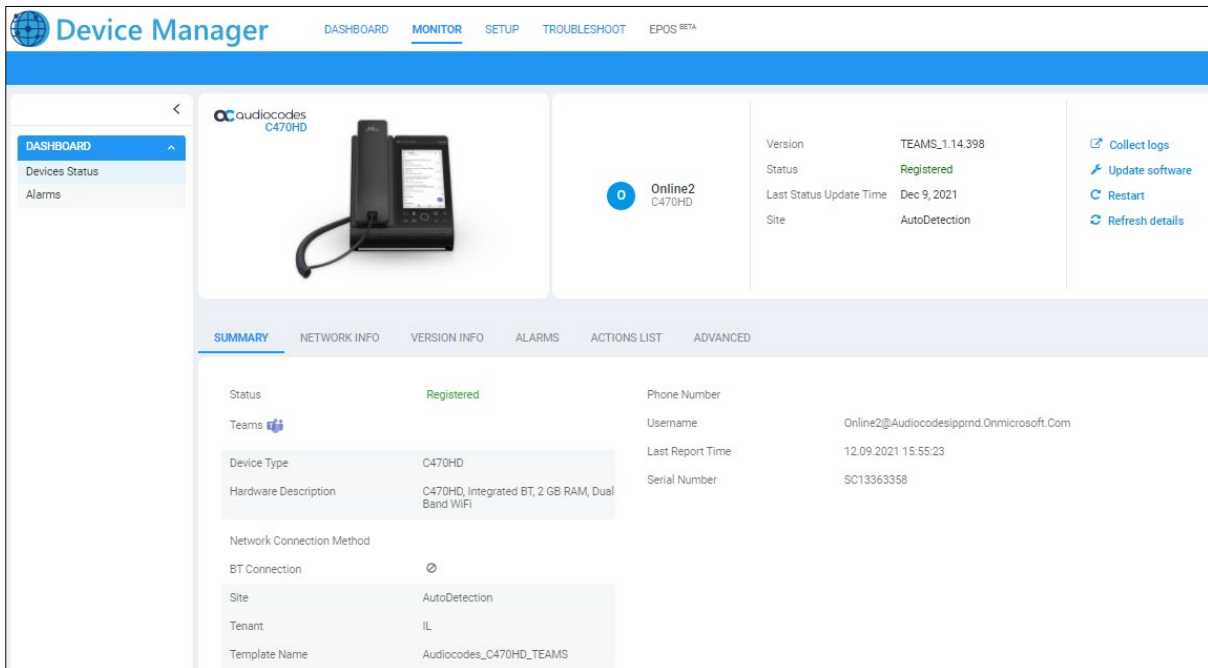 Device Manager
DASHBOARD
MONITOR
SETUP
TROUBLESHOOT
EPOS BETA
DASHBOARD
Devices Status
Alarms
audiocodes
C470HD
O
Online2
C470HD
Version TEAMS_1.14.398
Status Registered
Last Status Update Time Dec 9, 2021
Site AutoDetection
Collect logs
Update software
Restart
Refresh details
SUMMARY
NETWORK INFO
VERSION INFO
ALARMS
ACTIONS LIST
ADVANCED
Status Registered
Teams
Device Type C470HD
Hardware Description C470HD, Integrated BT, 2 GB RAM, Dual
Band WiFi
Network Connection Method
BT Connection
Site AutoDetection
Tenant IL
Template Name Audiocodes_C470HD_TEAMS
Phone Number
Username Online2@Audiocodesipprnd.Onmicrosoft.Com
Last Report Time 12.09.2021 15:55:23
Serial Number SC13363358